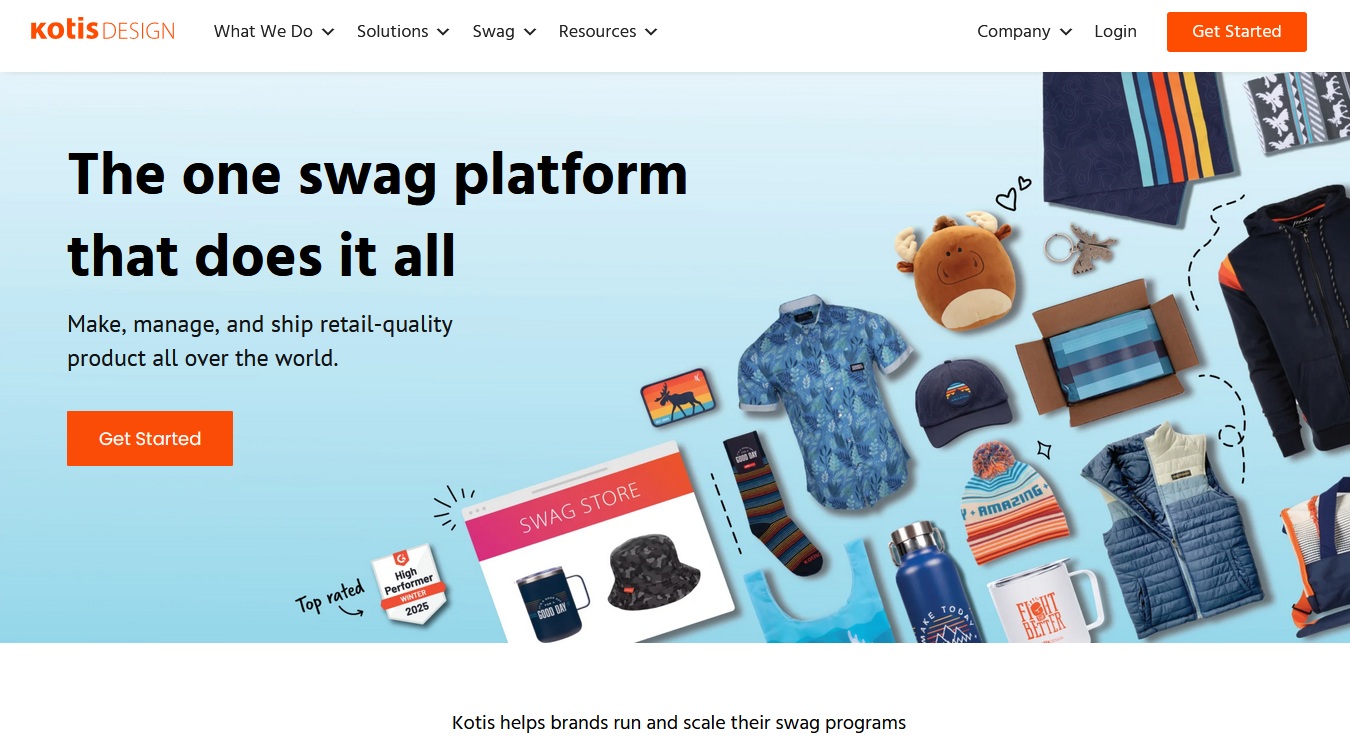 KOTIS DESIGN
What We Do
Solutions
Swag
Resources
Company
Login
Get Started
The one swag platform
that does it all
Make, manage, and ship retail-quality
product all over the world.
Get Started
Top rated
High
Performer
WINTER
2025
SWAG STORE
GOOD DAY
GOOD DAY
KOTIS
AMAZING
MAKE TODAY
FIGHT
BETTER
Kotis helps brands run and scale their swag programs